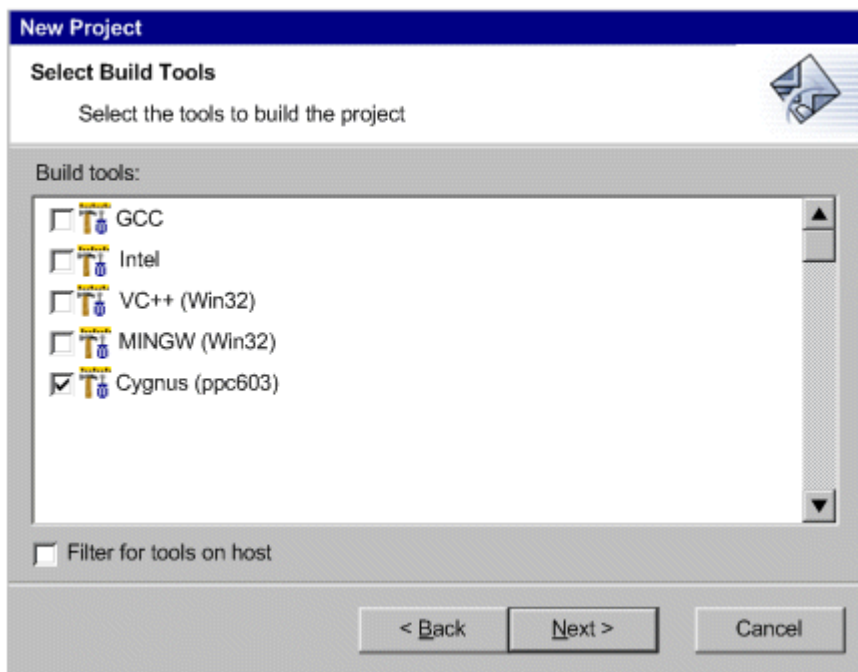 New Project
Select Build Tools
Select the tools to build the project
Build tools:
GCC
Intel
VC++ (Win32)
MINGW (Win32)
Cygnus (ppc603)
Filter for tools on host
< Back Next > Cancel